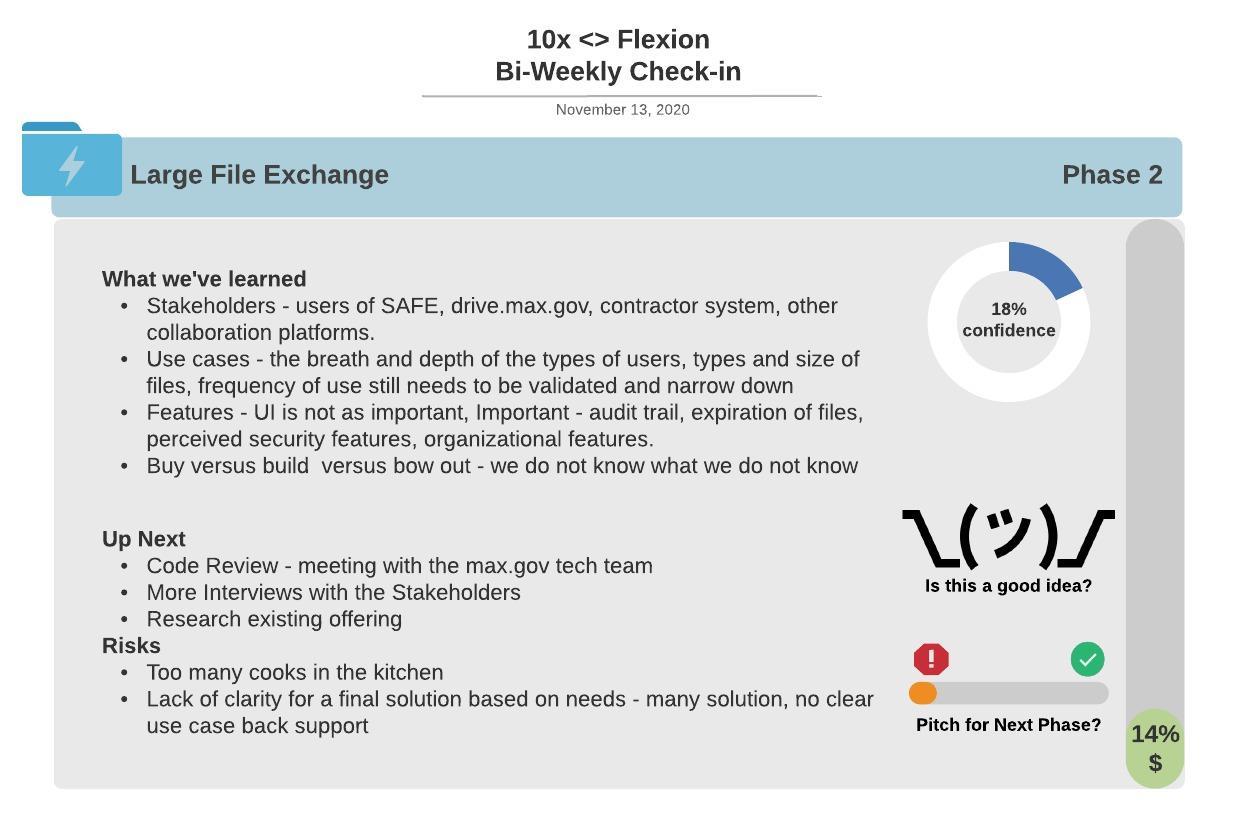 10x <> Flexion
Bi-Weekly Check-in
November 13, 2020
Large File Exchange
Phase 2
What we've learned
• Stakeholders - users of SAFE, drive.max.gov, contractor system, other
collaboration platforms.
• Use cases - the breath and depth of the types of users, types and size of
files, frequency of use still needs to be validated and narrow down
• Features - UI is not as important, Important - audit trail, expiration of files,
perceived security features, organizational features.
• Buy versus build  versus bow out - we do not know what we do not know
18%
confidence
Up Next
• Code Review - meeting with the max.gov tech team
• More Interviews with the Stakeholders
• Research existing offering
Risks
• Too many cooks in the kitchen
• Lack of clarity for a final solution based on needs - many solution, no clear
use case back support
\_(ツ)_/
Is this a good idea?
Pitch for Next Phase?
14%
$